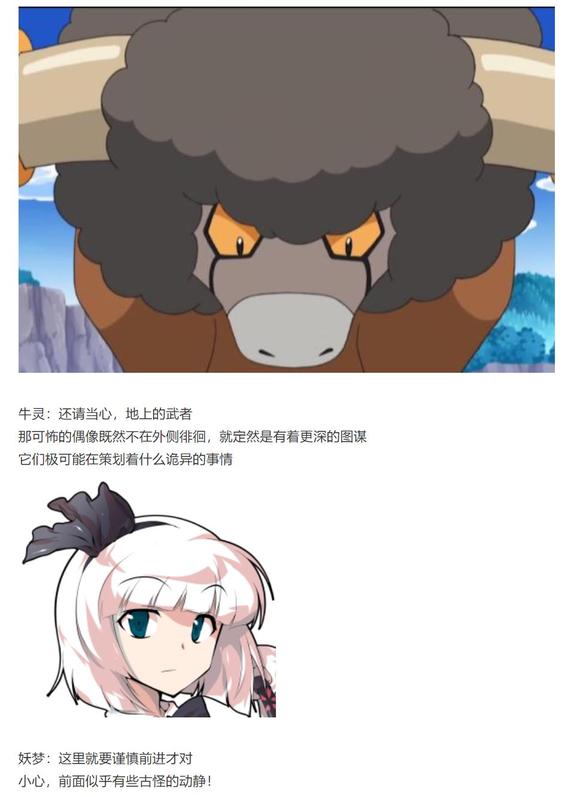 牛灵：还请当心，地上的武者
那可怖的偶像既然不在外侧徘徊，就定然是有着更深的图谋
它们极可能在策划着什么诡异的事情
妖梦：这里就要谨慎前进才对
小心，前面似乎有些古怪的动静！